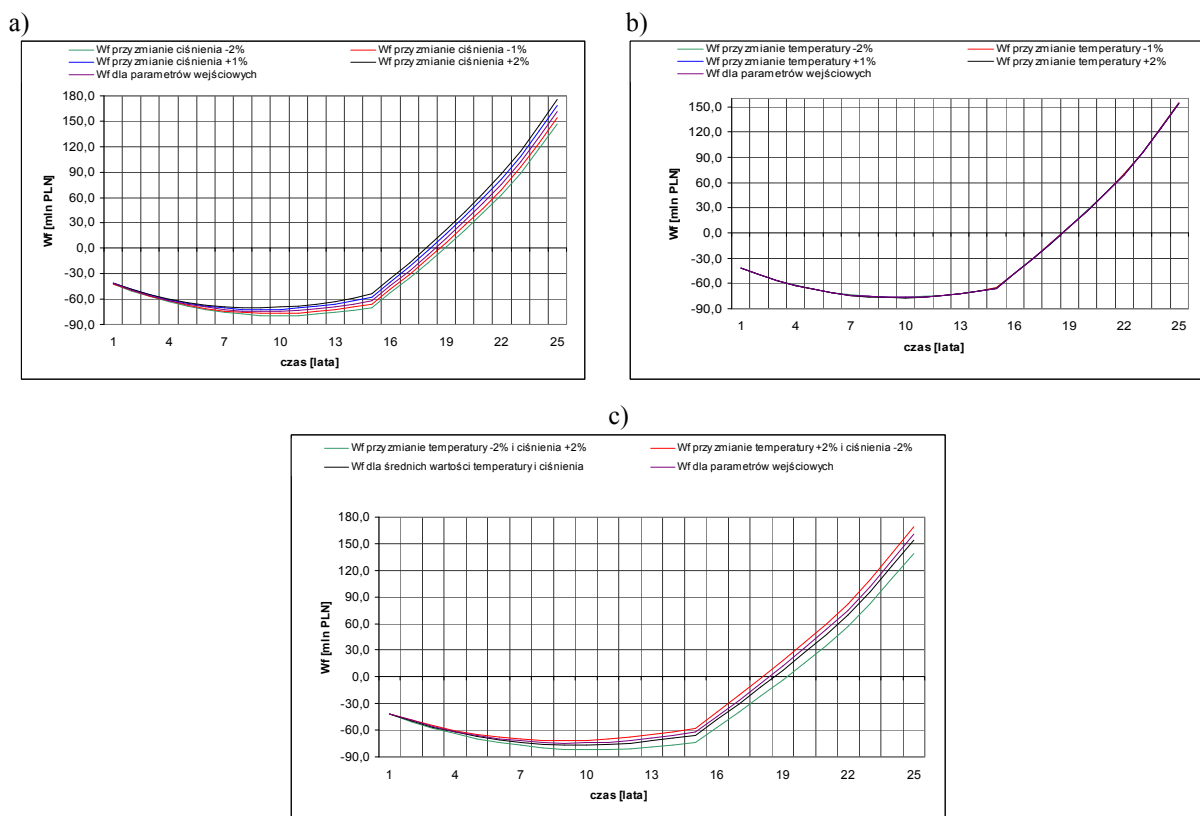 a)
Wf przy zmianie ciśnienia -2% Wf przy zmianie ciśnienia -1%
Wf przy zmianie ciśnienia +1% Wf przy zmianie ciśnienia +2%
Wf dla parametrów wejściowych
180,0
150,0
120,0
90,0
60,0
30,0
0,0
-30,0
-60,0
-90,0
Wf [mln PLN]
1 4 7 10 13 16 19 22 25
czas [lata]
b)
Wf przy zmianie temperatury -2% Wf przy zmianie temperatury -1%
Wf przy zmianie temperatury +1% Wf przy zmianie temperatury +2%
Wf dla parametrów wejściowych
150,0
120,0
90,0
60,0
30,0
0,0
-30,0
-60,0
-90,0
Wf [mln PLN]
1 4 7 10 13 16 19 22 25
czas [lata]
c)
Wf przy zmianie temperatury -2% i ciśnienia +2% Wf przy zmianie temperatury +2% i ciśnienia -2%
Wf dla średnich wartości temperatury i ciśnienia Wf dla parametrów wejściowych
180,0
150,0
120,0
90,0
60,0
30,0
0,0
-30,0
-60,0
-90,0
Wf [mln PLN]
1 4 7 10 13 16 19 22 25
czas [lata]